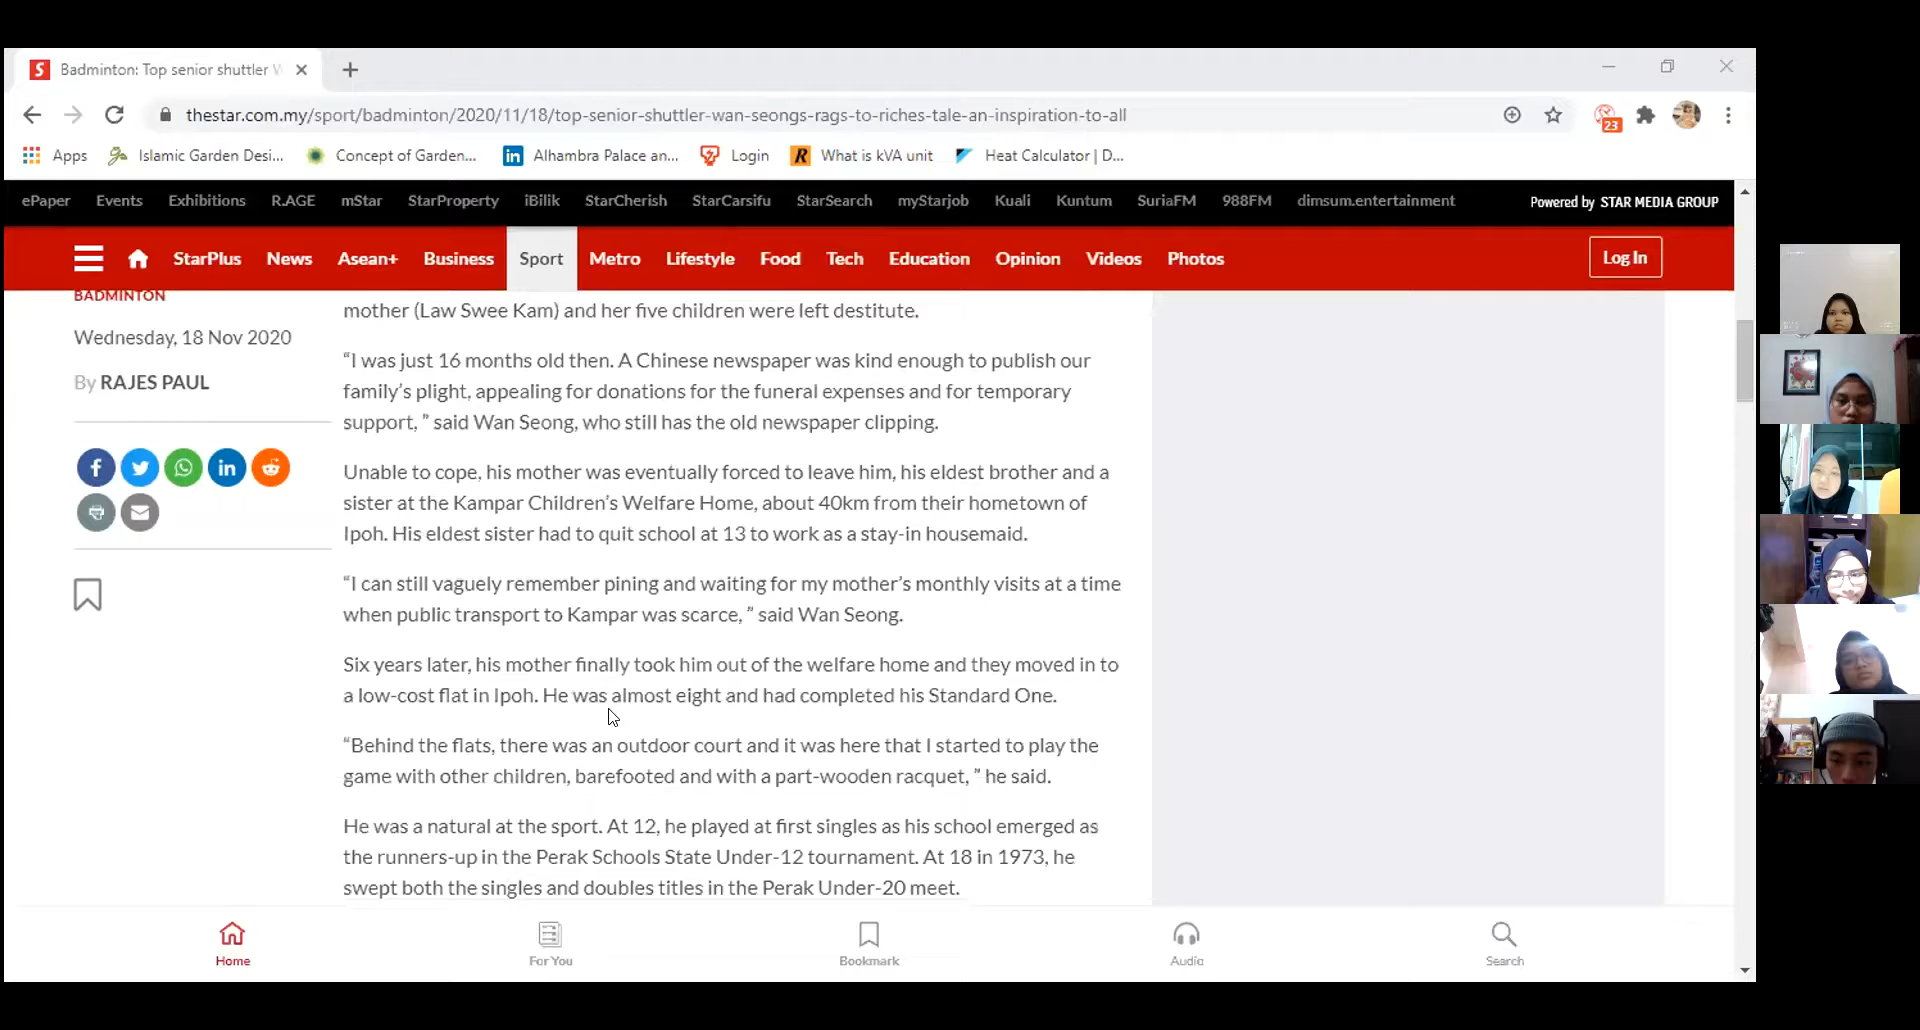 Badminton: Top senior shuttler W
thestar.com.my/sport/badminton/2020/11/18/top-senior-shuttler-wan-seongs-rags-to-riches-tale-an-inspiration-to-all
23
Apps Islamic Garden Desi... Concept of Garden... Alhambra Palace an... Login What is kVA unit Heat Calculator | D...
ePaper Events Exhibitions R.AGE mStar StarProperty iBilik StarCherish StarCarsifu StarSearch myStarjob Kuali Kuntum SuriaFM 988FM dimsum.entertainment Powered by STAR MEDIA GROUP
StarPlus News Asean+ Business Sport Metro Lifestyle Food Tech Education Opinion Videos Photos Log In
BADMINTON
Wednesday, 18 Nov 2020
By RAJES PAUL
mother (Law Swee Kam) and her five children were left destitute.
“I was just 16 months old then. A Chinese newspaper was kind enough to publish our
family’s plight, appealing for donations for the funeral expenses and for temporary
support, ” said Wan Seong, who still has the old newspaper clipping.
Unable to cope, his mother was eventually forced to leave him, his eldest brother and a
sister at the Kampar Children’s Welfare Home, about 40km from their hometown of
Ipoh. His eldest sister had to quit school at 13 to work as a stay-in housemaid.
“I can still vaguely remember pining and waiting for my mother’s monthly visits at a time
when public transport to Kampar was scarce, ” said Wan Seong.
Six years later, his mother finally took him out of the welfare home and they moved in to
a low-cost flat in Ipoh. He was almost eight and had completed his Standard One.
“Behind the flats, there was an outdoor court and it was here that I started to play the
game with other children, barefooted and with a part-wooden racquet, ” he said.
He was a natural at the sport. At 12, he played at first singles as his school emerged as
the runners-up in the Perak Schools State Under-12 tournament. At 18 in 1973, he
swept both the singles and doubles titles in the Perak Under-20 meet.
Home For You Bookmark Audio Search